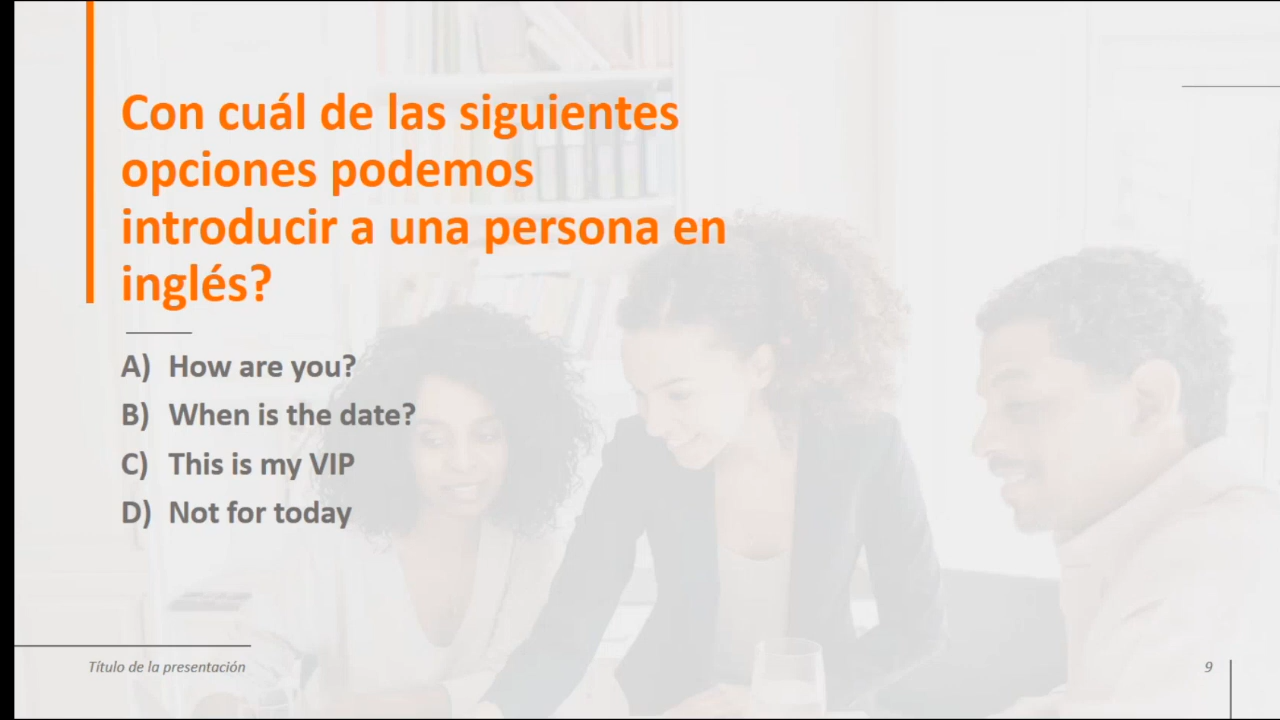 Con cuál de las siguientes
opciones podemos
introducir a una persona en
inglés?
A) How are you?
B) When is the date?
C) This is my VIP
D) Not for today
Título de la presentación
9